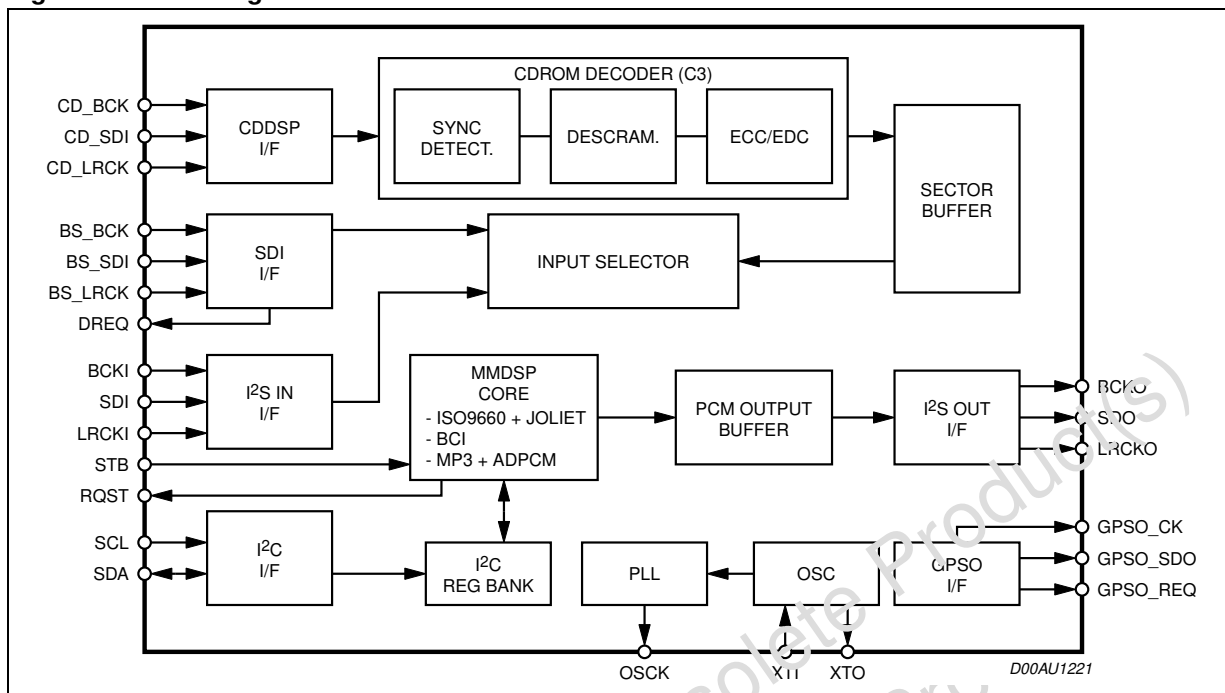 CDROM DECODER (C3)
CD_BCK
CD_SDI
CD_LRCK
CDDSP
I/F
SYNC
DETECT.
DESCRAM.
ECC/EDC
SECTOR
BUFFER
BS_BCK
BS_SDI
BS_LRCK
DREQ
SDI
I/F
INPUT SELECTOR
BCKI
SDI
LRCKI
STB
RQST
I2S IN
I/F
MMDSP
CORE
- ISO9660 + JOLIET
- BCI
- MP3 + ADPCM
PCM OUTPUT
BUFFER
I2S OUT
I/F
BCKO
SDO
LRCKO
SCL
SDA
I2C
I/F
I2C
REG BANK
PLL
OSC
GPSO
I/F
GPSO_CK
GPSO_SDO
GPSO_REQ
OSCK
XTI
XTO
D00AU1221
solete Product(s)